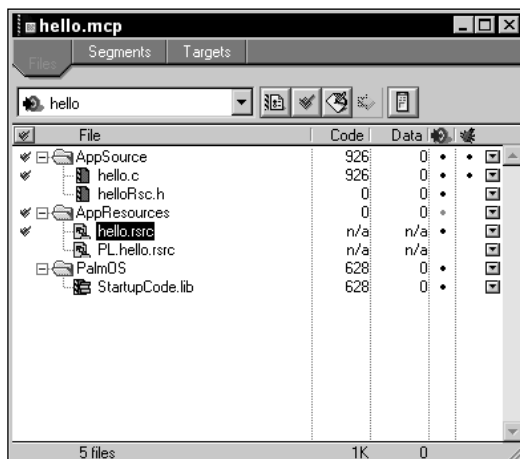 hello.mcp
Files Segments Targets
hello
File Code Data
AppSource 926 0
hello.c 926 0
helloRsc.h 0 0
AppResources 0 0
hello.rsrc n/a n/a
PL.hello.rsrc n/a n/a
PalmOS 628 0
StartupCode.lib 628 0
5 files 1K 0